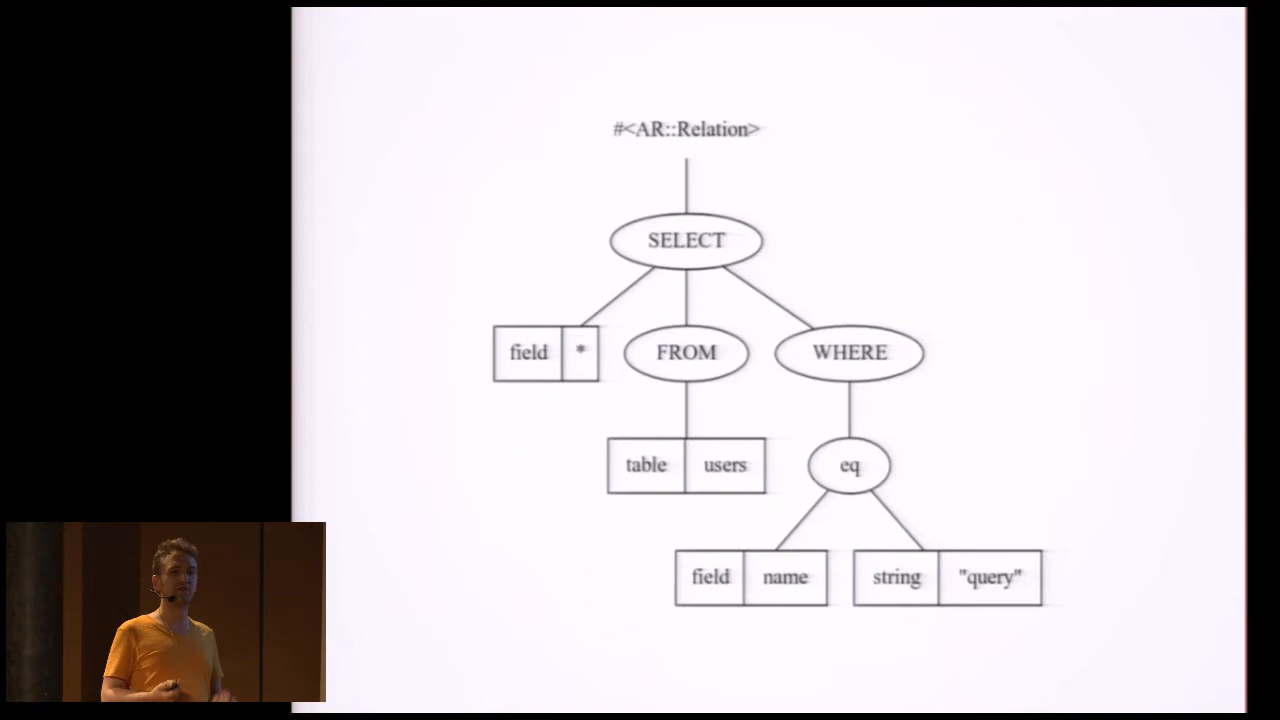 #<AR::Relation>
SELECT
field *
FROM
WHERE
table users
eq
field name
string "query"